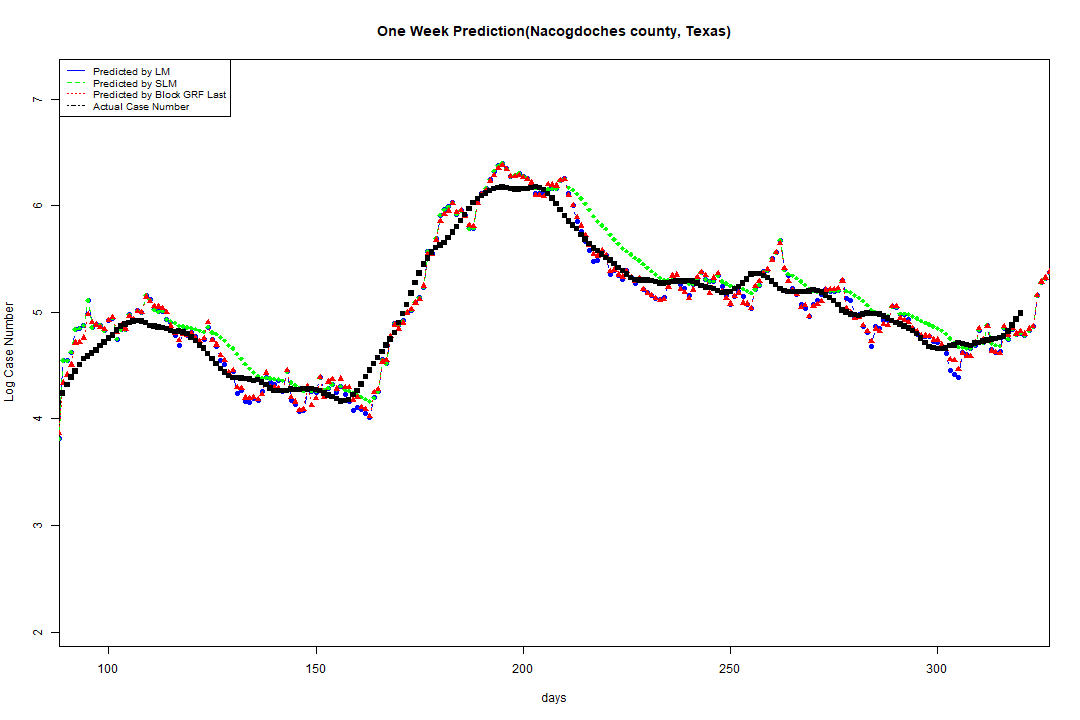 One Week Prediction(Nacogdoches county, Texas)
Predicted by LM
Predicted by SLM
Predicted by Block GRF Last
Actual Case Number
7
6
5
4
3
2
Log Case Number
100 150 200 250 300
days